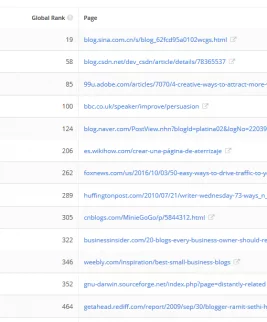 Global Rank Page
19 blog.sina.com.cn/s/blog_62fcd95a0102wcgs.html
58 blog.csdn.net/dev_csdn/article/details/78365537
85 99u.adobe.com/articles/7070/4-creative-ways-to-attract-more-
100 bbc.co.uk/speaker/improve/persuasion
124 blog.naver.com/PostView.nhn?blogId=platina02&logNo=22039
206 es.wikihow.com/crear-una-página-de-aterrizaje
262 foxnews.com/us/2016/10/03/50-easy-ways-to-drive-traffic-to-y
289 huffingtonpost.com/2010/07/21/writer-wednesday-73-ways_n_
305 cnblogs.com/MinieGoGo/p/5844312.html
322 businessinsider.com/20-blogs-every-business-owner-should-re
346 weebly.com/inspiration/best-small-business-blogs
352 gnu-darwin.sourceforge.net/index.php?page=distantly-related
464 getahead.rediff.com/report/2009/sep/30/blogger-ramit-sethi-h